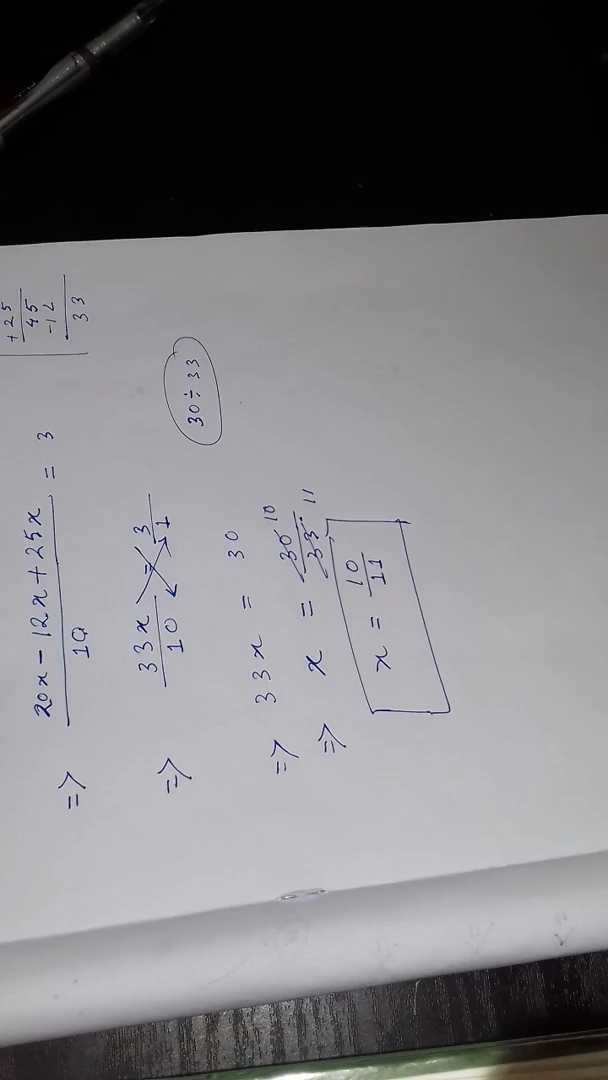 +25
45
-12
33
=> (20x - 12x + 25x)/10 = 3
=> 33x/10 = 3/1
30 ÷ 33
=> 33x = 30
=> x = 30/33 10 11
x = 10/11